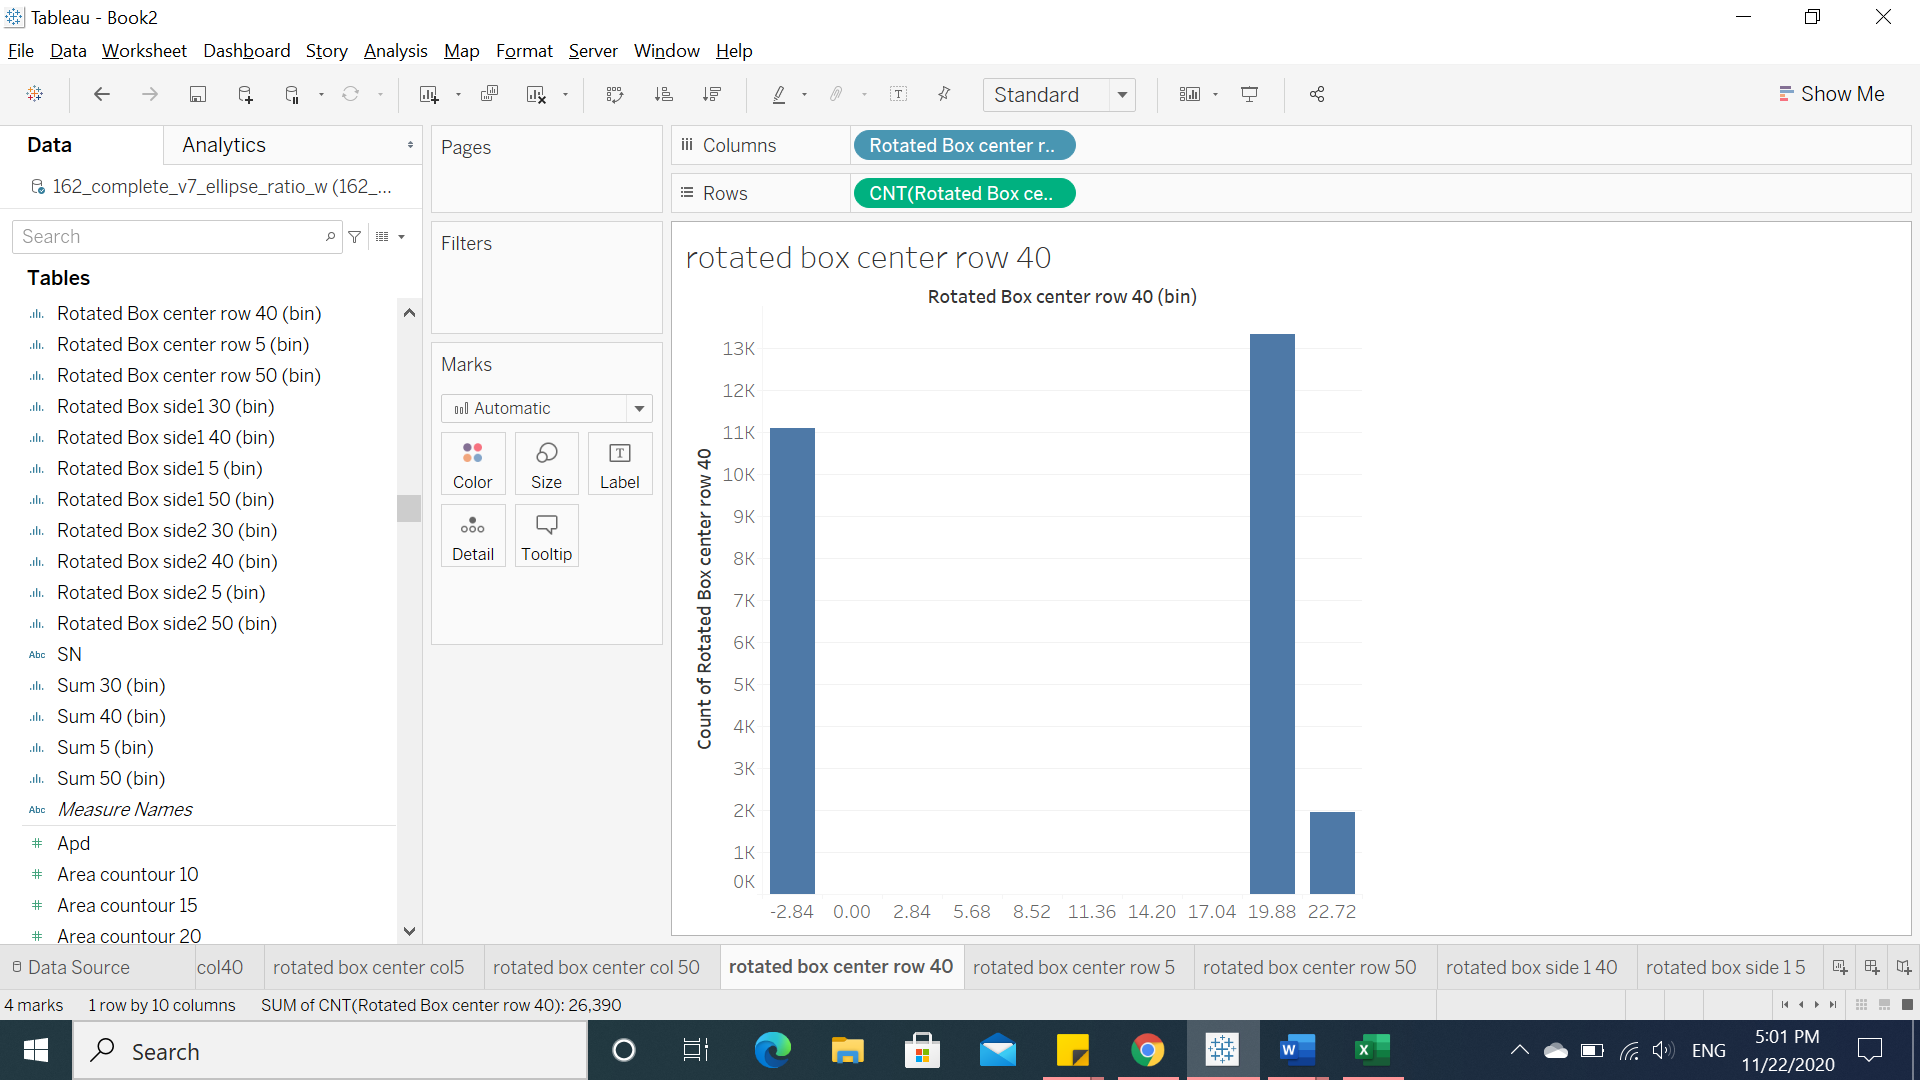 Tableau - Book2
File Data Worksheet Dashboard Story Analysis Map Format Server Window Help
Standard
Show Me
Data
Analytics
Pages
Columns
Rotated Box center r..
162_complete_v7_ellipse_ratio_w (162_...
Rows
CNT(Rotated Box ce..
Search
Filters
rotated box center row 40
Tables
Rotated Box center row 40 (bin)
Rotated Box center row 40 (bin)
Rotated Box center row 5 (bin)
Rotated Box center row 50 (bin)
Rotated Box side1 30 (bin)
Rotated Box side1 40 (bin)
Rotated Box side1 5 (bin)
Rotated Box side1 50 (bin)
Rotated Box side2 30 (bin)
Rotated Box side2 40 (bin)
Rotated Box side2 5 (bin)
Rotated Box side2 50 (bin)
Abc SN
Sum 30 (bin)
Sum 40 (bin)
Sum 5 (bin)
Sum 50 (bin)
Abc Measure Names
# Apd
# Area countour 10
# Area countour 15
# Area countour 20
Marks
Automatic
Color Size Label
Detail Tooltip
Count of Rotated Box center row 40
13K
12K
11K
10K
9K
8K
7K
6K
5K
4K
3K
2K
1K
0K
-2.84 0.00 2.84 5.68 8.52 11.36 14.20 17.04 19.88 22.72
Data Source col40 rotated box center col5 rotated box center col 50 rotated box center row 40 rotated box center row 5 rotated box center row 50 rotated box side 1 40 rotated box side 1 5
4 marks 1 row by 10 columns SUM of CNT(Rotated Box center row 40): 26,390
Search
ENG
5:01 PM
11/22/2020